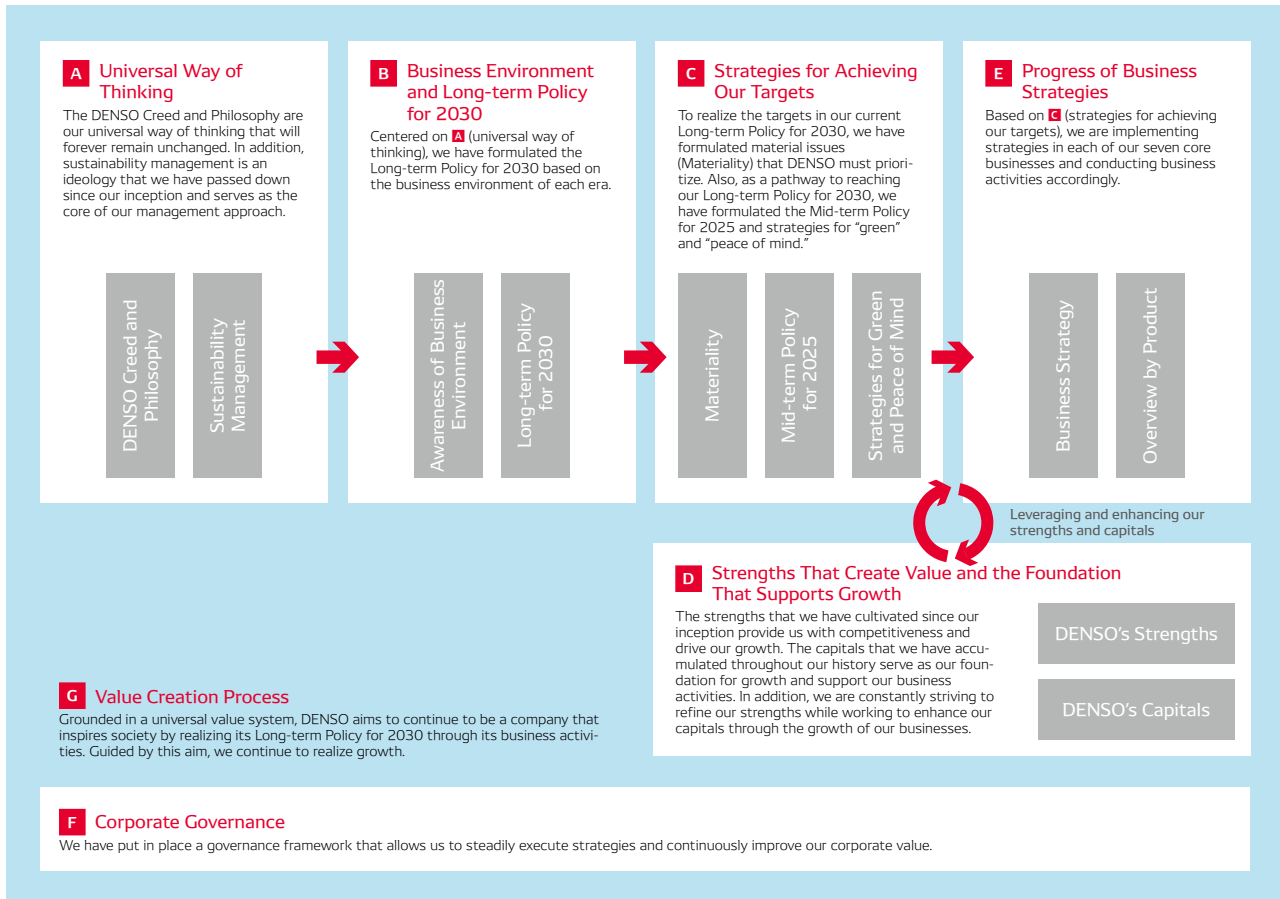 A Universal Way of
Thinking
The DENSO Creed and Philosophy are
our universal way of thinking that will
forever remain unchanged. In addition,
sustainability management is an
ideology that we have passed down
since our inception and serves as the
core of our management approach.
DENSO Creed and
Philosophy
Sustainability
Management
B Business Environment
and Long-term Policy
for 2030
Centered on A (universal way of
thinking), we have formulated the
Long-term Policy for 2030 based on
the business environment of each era.
Awareness of Business
Environment
Long-term Policy
for 2030
C Strategies for Achieving
Our Targets
To realize the targets in our current
Long-term Policy for 2030, we have
formulated material issues
(Materiality) that DENSO must priori-
tize. Also, as a pathway to reaching
our Long-term Policy for 2030, we
have formulated the Mid-term Policy
for 2025 and strategies for “green”
and “peace of mind.”
Materiality
Mid-term Policy
for 2025
Strategies for Green
and Peace of Mind
E Progress of Business
Strategies
Based on C (strategies for achieving
our targets), we are implementing
strategies in each of our seven core
businesses and conducting business
activities accordingly.
Business Strategy
Overview by Product
Leveraging and enhancing our
strengths and capitals
D Strengths That Create Value and the Foundation
That Supports Growth
The strengths that we have cultivated since our
inception provide us with competitiveness and
drive our growth. The capitals that we have accu-
mulated throughout our history serve as our foun-
dation for growth and support our business
activities. In addition, we are constantly striving to
refine our strengths while working to enhance our
capitals through the growth of our businesses.
DENSO’s Strengths
DENSO’s Capitals
G Value Creation Process
Grounded in a universal value system, DENSO aims to continue to be a company that
inspires society by realizing its Long-term Policy for 2030 through its business activi-
ties. Guided by this aim, we continue to realize growth.
F Corporate Governance
We have put in place a governance framework that allows us to steadily execute strategies and continuously improve our corporate value.